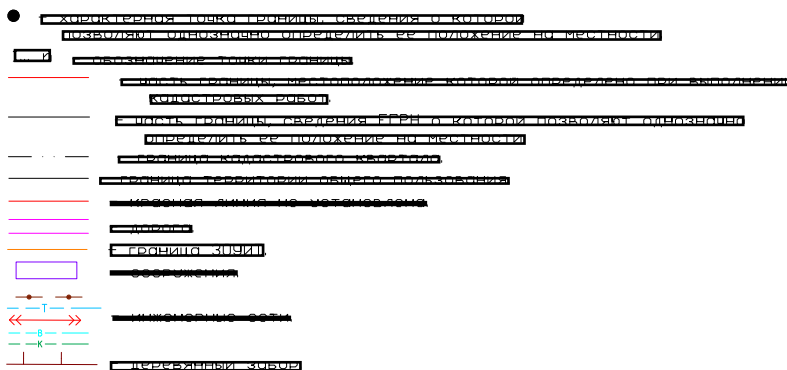 - характерная точка границы, сведения о которой
позволяют однозначно определить ее положение на местности
- обозначение точки границы
- часть границы, местоположение которой определено при выполнении
кадастровых работ,
- часть границы, сведения ЕГРН о которой позволяют однозначно
определить ее положение на местности
- граница кадастрового квартала,
- граница территории общего пользования
- красная линия не установлена
- дорога
- граница ЗОУИТ,
- сооружения
Т
- инженерные сети
В
К
- деревянный забор